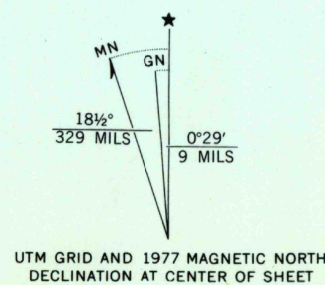 ★
MN
GN
18½°
329 MILS
0°29′
9 MILS
UTM GRID AND 1977 MAGNETIC NORTH
DECLINATION AT CENTER OF SHEET